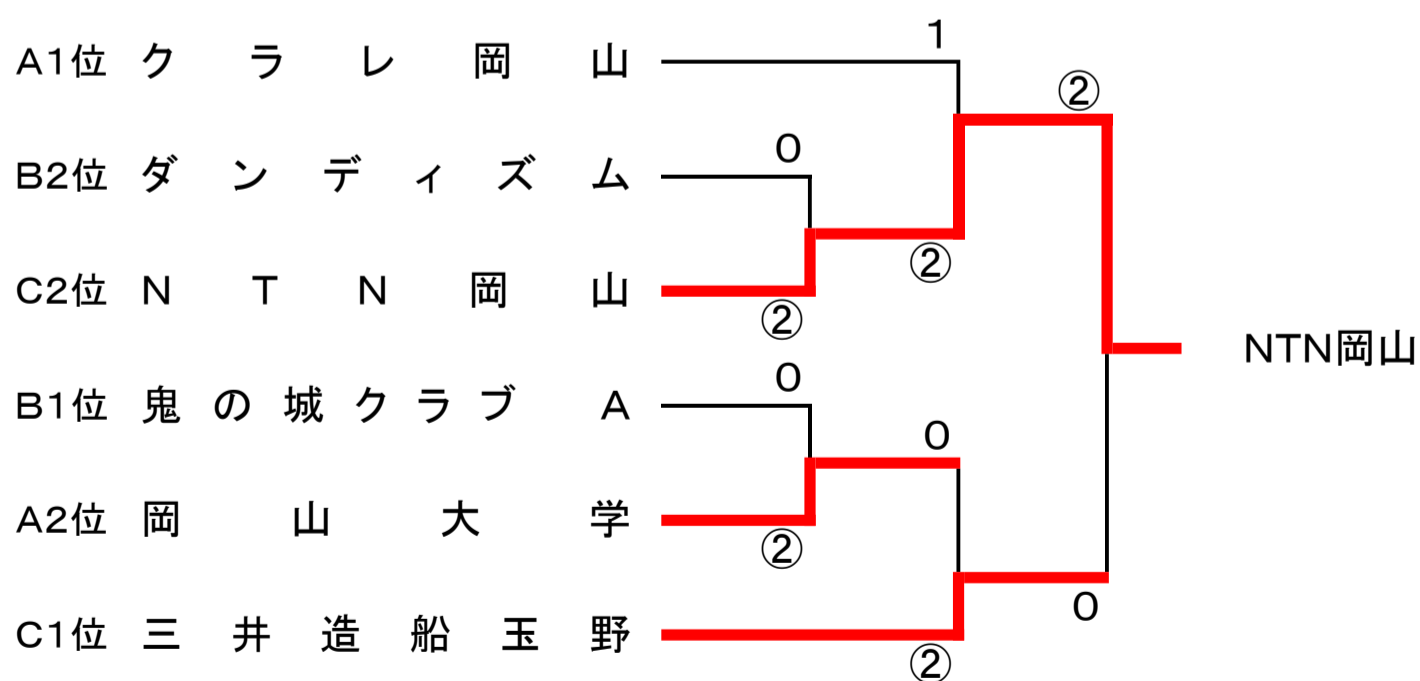 1
A1位 クラレ岡山
②
0
B2位 ダンディズム
②
C2位 NTN岡山
②
NTN岡山
0
B1位 鬼の城クラブ A
0
A2位 岡山大学
②
0
C1位 三井造船玉野
②